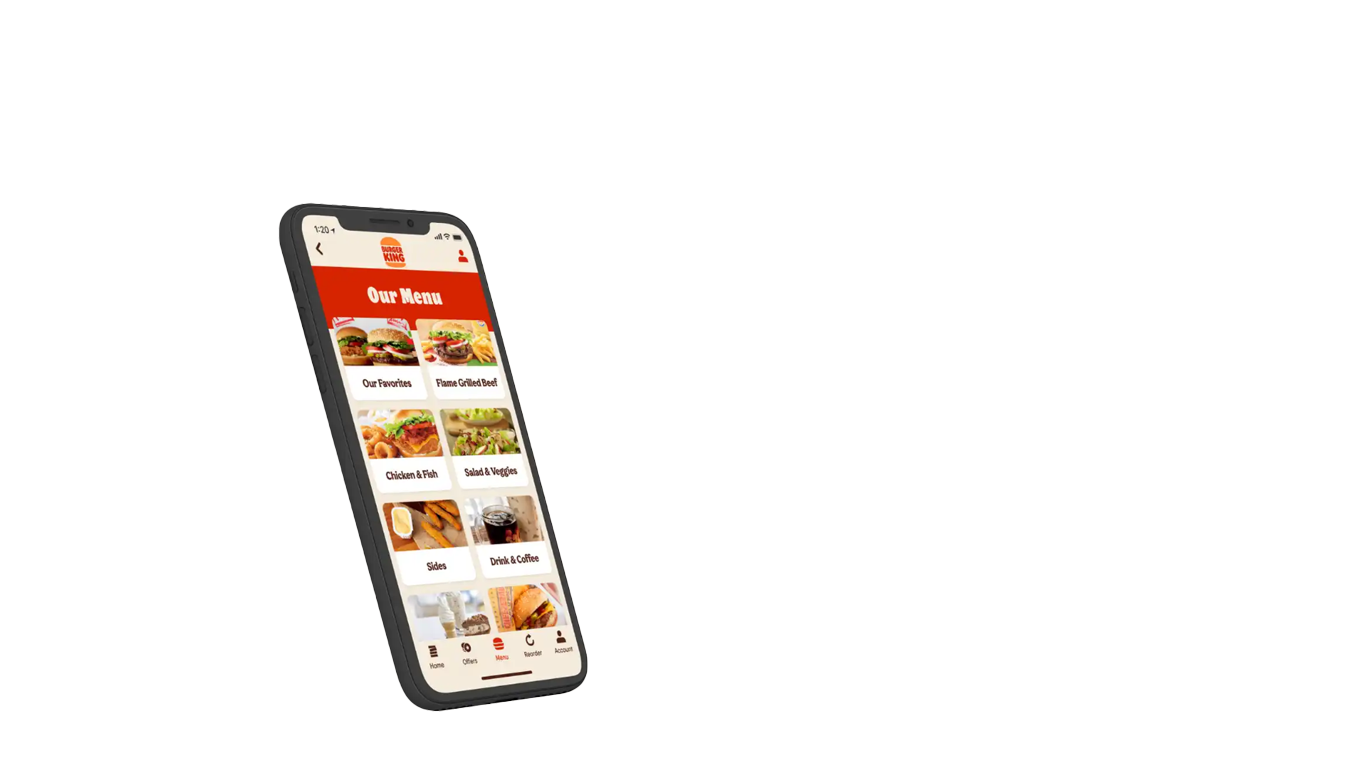 1:20
BURGER
KING
Our Menu
Our Favorites
Flame Grilled Beef
Chicken & Fish
Salad & Veggies
Sides
Drink & Coffee
Home
Offers
Menu
Reorder
Account